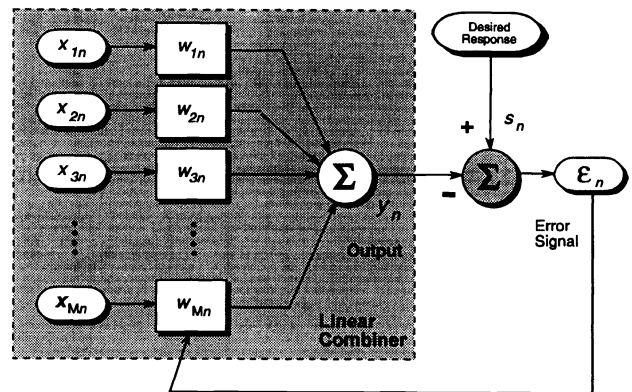 x1n
w1n
Desired
Response
x2n
w2n
+
sn
x3n
w3n
Σ
Σ
εn
yn
-
Error
Signal
Output
xMn
wMn
Linear
Combiner